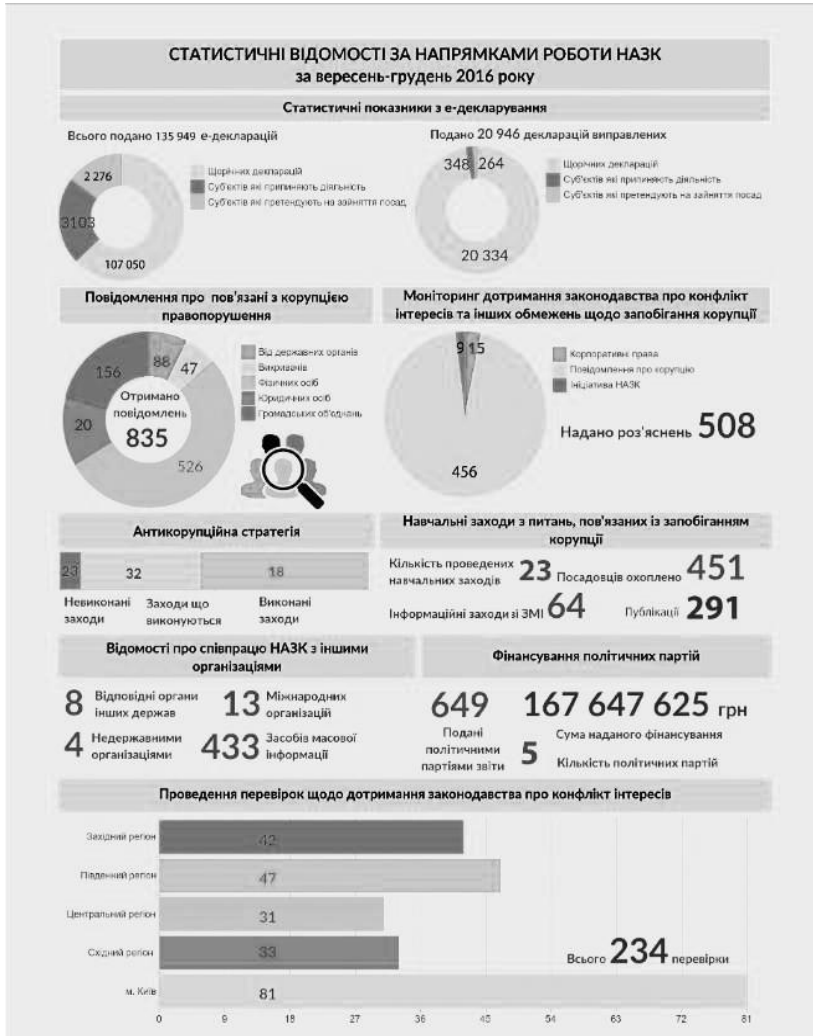 СТАТИСТИЧНІ ВІДОМОСТІ ЗА НАПРЯМКАМИ РОБОТИ НАЗК
за вересень-грудень 2016 року
Статистичні показники з е-декларування
Всього подано 135 949 е-декларацій
2 276
3103
107 050
Щорічних декларацій
Суб'єктів які припиняють діяльність
Суб'єктів які претендують на зайняття посад
Подано 20 946 декларацій виправлених
348 264
20 334
Щорічних декларацій
Суб'єктів які припиняють діяльність
Суб'єктів які претендують на зайняття посад
Повідомлення про пов'язані з корупцією
правопорушення
156
88
47
20
526
Отримано
повідомлень
835
Від державних органів
Викривачів
Фізичних осіб
Юридичних осіб
Громадських об'єднань
Моніторинг дотримання законодавства про конфлікт
інтересів та інших обмежень щодо запобігання корупції
9 15
456
Корпоративні права
Повідомлення про корупцію
Ініціатива НАЗК
Надано роз'яснень 508
Антикорупційна стратегія
23 32 18
Невиконані
заходи
Заходи що
виконуються
Виконані
заходи
Навчальні заходи з питань, пов'язаних із запобіганням
корупції
Кількість проведених
навчальних заходів 23
Посадовців охоплено 451
Інформаційні заходи зі ЗМІ 64
Публікації 291
Відомості про співпрацю НАЗК з іншими
організаціями
8 Відповідні органи
інших держав
13 Міжнародних
організацій
4 Недержавними
організаціями
433 Засобів масової
інформації
Фінансування політичних партій
649
Подані
політичними
партіями звіти
167 647 625 грн
Сума наданого фінансування
5 Кількість політичних партій
Проведення перевірок щодо дотримання законодавства про конфлікт інтересів
Західний регіон 42
Південний регіон 47
Центральний регіон 31
Східний регіон 33
м. Київ 81
Всього 234 перевірки
0 9 18 27 36 45 54 63 72 81